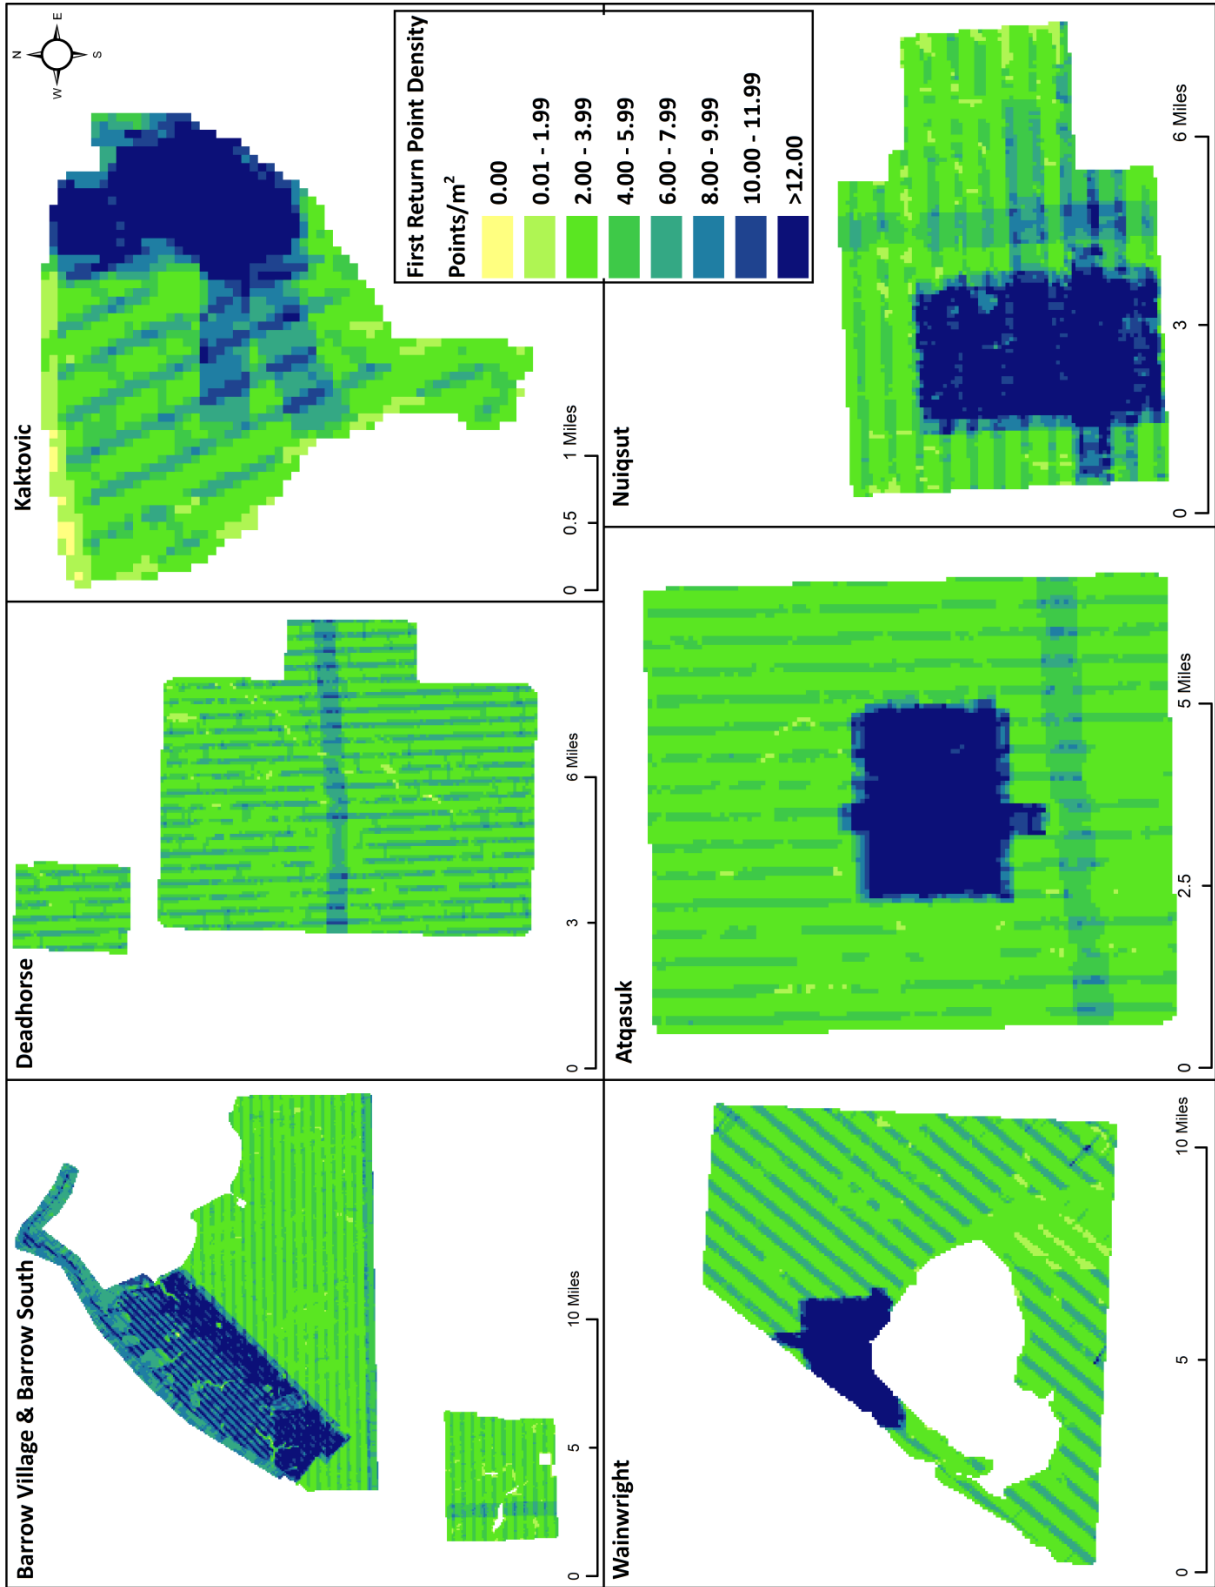 Barrow Village & Barrow South
0
5
10 Miles
Deadhorse
0
3
6 Miles
Kaktovic
0
0.5
1 Miles
N
E
S
W
First Return Point Density
Points/m²
0.00
0.01 - 1.99
2.00 - 3.99
4.00 - 5.99
6.00 - 7.99
8.00 - 9.99
10.00 - 11.99
>12.00
Wainwright
0
5
10 Miles
Atqasuk
0
2.5
5 Miles
Nuiqsut
0
3
6 Miles